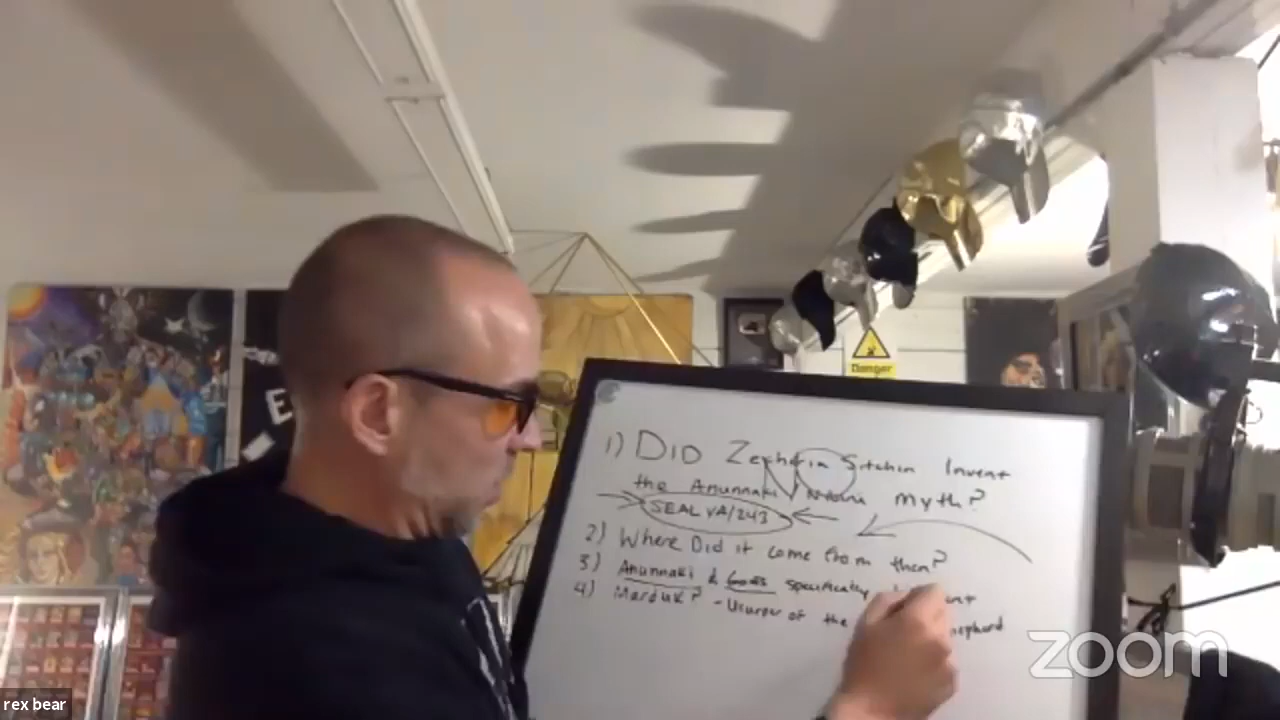 E
Danger
1) DID Zecharia Sitchin Invent
the Anunnaki / myth?
SEAL VA/243
2) Where Did it come from then?
3) Anunnaki & specifically
4) Marduk? - Usurper of the
zoom
rex bear